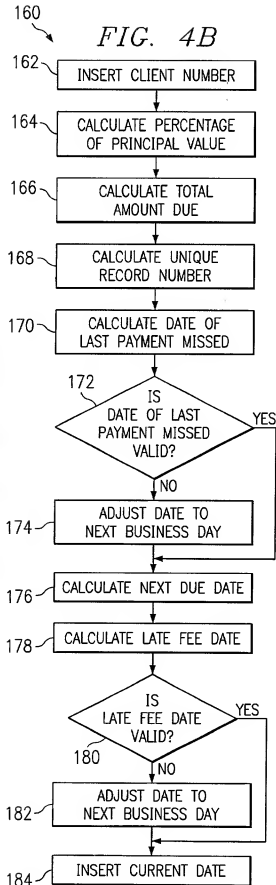 160
FIG. 4B
162
INSERT CLIENT NUMBER
164
CALCULATE PERCENTAGE
OF PRINCIPAL VALUE
166
CALCULATE TOTAL
AMOUNT DUE
168
CALCULATE UNIQUE
RECORD NUMBER
170
CALCULATE DATE OF
LAST PAYMENT MISSED
172
IS
DATE OF LAST
PAYMENT MISSED
VALID?
YES
NO
174
ADJUST DATE TO
NEXT BUSINESS DAY
176
CALCULATE NEXT DUE DATE
178
CALCULATE LATE FEE DATE
IS
LATE FEE DATE
VALID?
YES
180
NO
182
ADJUST DATE TO
NEXT BUSINESS DAY
184
INSERT CURRENT DATE